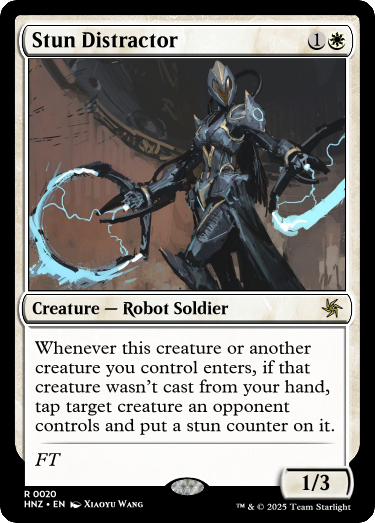 Stun Distractor 1
Creature — Robot Soldier
Whenever this creature or another
creature you control enters, if that
creature wasn't cast from your hand,
tap target creature an opponent
controls and put a stun counter on it.
FT
1/3
R 0020
HNZ • EN Xiaoyu Wang
™ & © 2025 Team Starlight